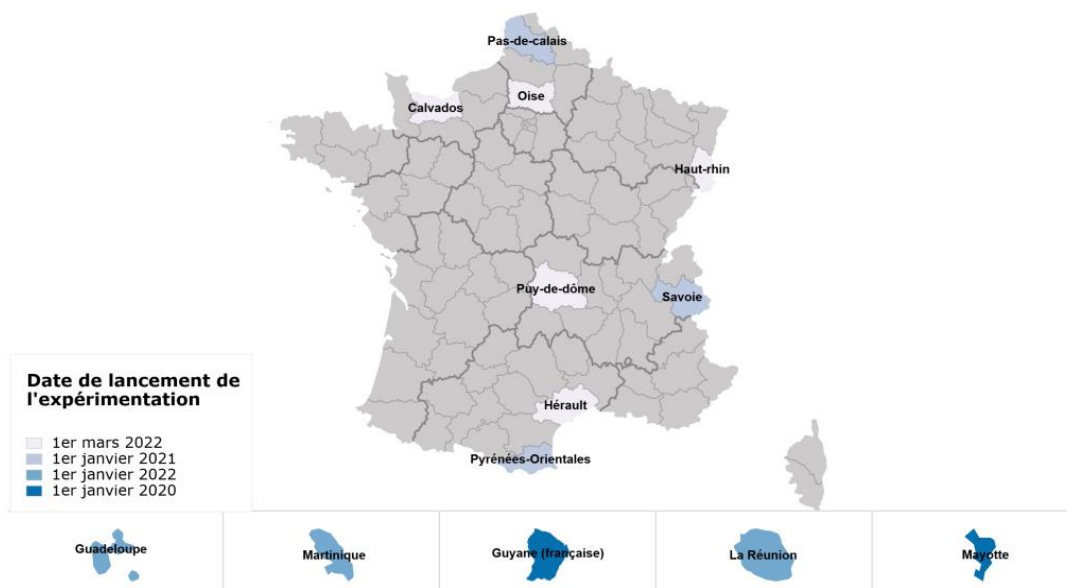 Pas-de-calais
Oise
Calvados
Haut-rhin
Puy-de-dôme
Savoie
Hérault
Pyrénées-Orientales
Date de lancement de
l'expérimentation
1er mars 2022
1er janvier 2021
1er janvier 2022
1er janvier 2020
Guadeloupe
Martinique
Guyane (française)
La Réunion
Mayotte